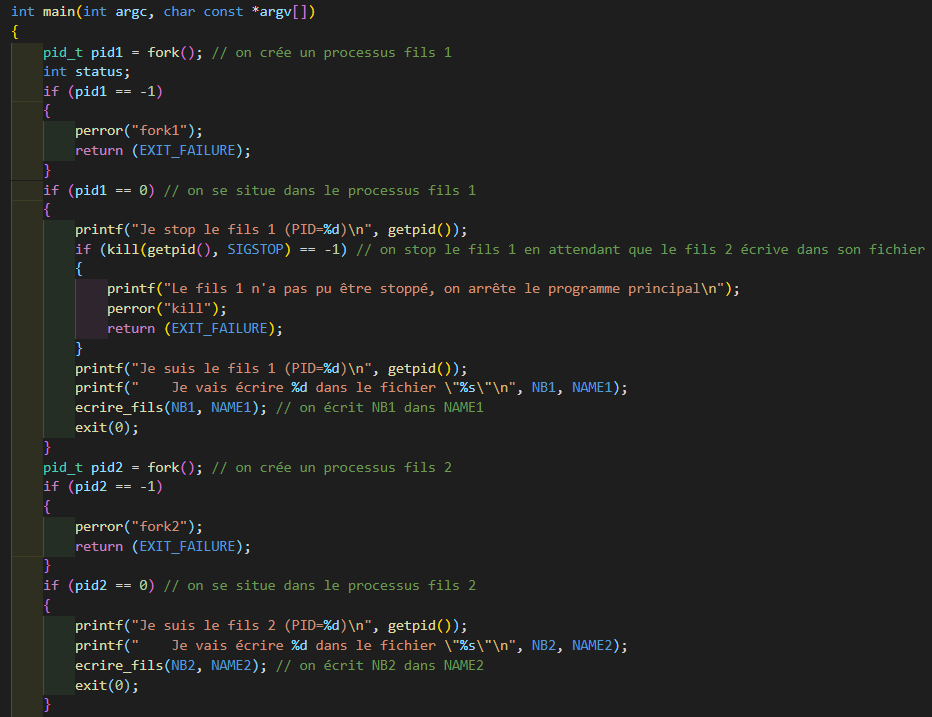 int main(int argc, char const *argv[])
{
    pid_t pid1 = fork(); // on crée un processus fils 1
    int status;
    if (pid1 == -1)
    {
        perror("fork1");
        return (EXIT_FAILURE);
    }
    if (pid1 == 0) // on se situe dans le processus fils 1
    {
        printf("Je stop le fils 1 (PID=%d)\n", getpid());
        if (kill(getpid(), SIGSTOP) == -1) // on stop le fils 1 en attendant que le fils 2 écrive dans son fichier
        {
            printf("Le fils 1 n'a pas pu être stoppé, on arrête le programme principal\n");
            perror("kill");
            return (EXIT_FAILURE);
        }
        printf("Je suis le fils 1 (PID=%d)\n", getpid());
        printf("    Je vais écrire %d dans le fichier \"%s\"\n", NB1, NAME1);
        ecrire_fils(NB1, NAME1); // on écrit NB1 dans NAME1
        exit(0);
    }
    pid_t pid2 = fork(); // on crée un processus fils 2
    if (pid2 == -1)
    {
        perror("fork2");
        return (EXIT_FAILURE);
    }
    if (pid2 == 0) // on se situe dans le processus fils 2
    {
        printf("Je suis le fils 2 (PID=%d)\n", getpid());
        printf("    Je vais écrire %d dans le fichier \"%s\"\n", NB2, NAME2);
        ecrire_fils(NB2, NAME2); // on écrit NB2 dans NAME2
        exit(0);
    }